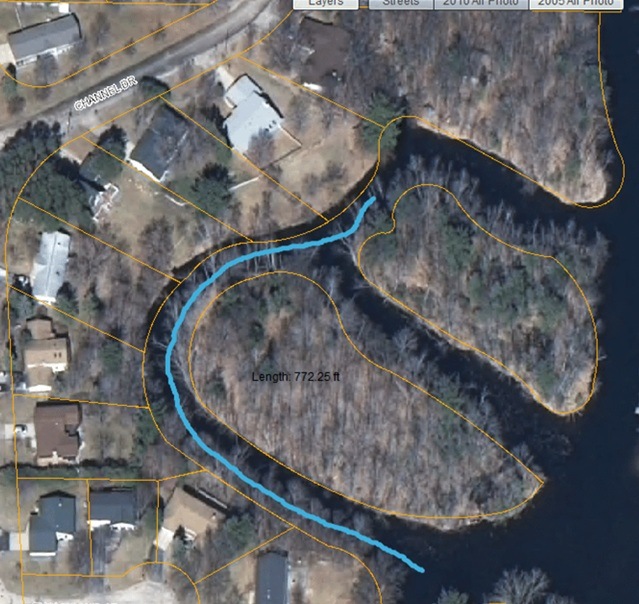 Layers Streets 2010 Air Photo 2005 Air Photo
CHANNEL DR
Length: 772.25 ft